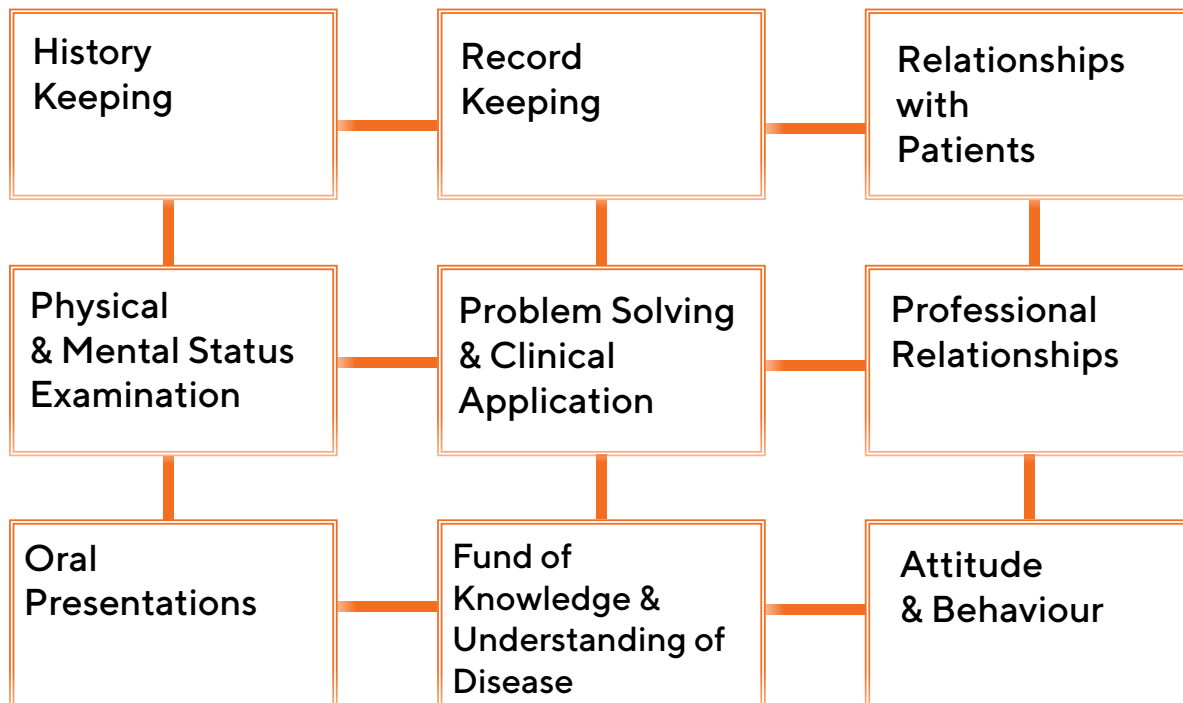 History
Keeping
Record
Keeping
Relationships
with
Patients
Physical
& Mental Status
Examination
Problem Solving
& Clinical
Application
Professional
Relationships
Oral
Presentations
Fund of
Knowledge &
Understanding of
Disease
Attitude
& Behaviour